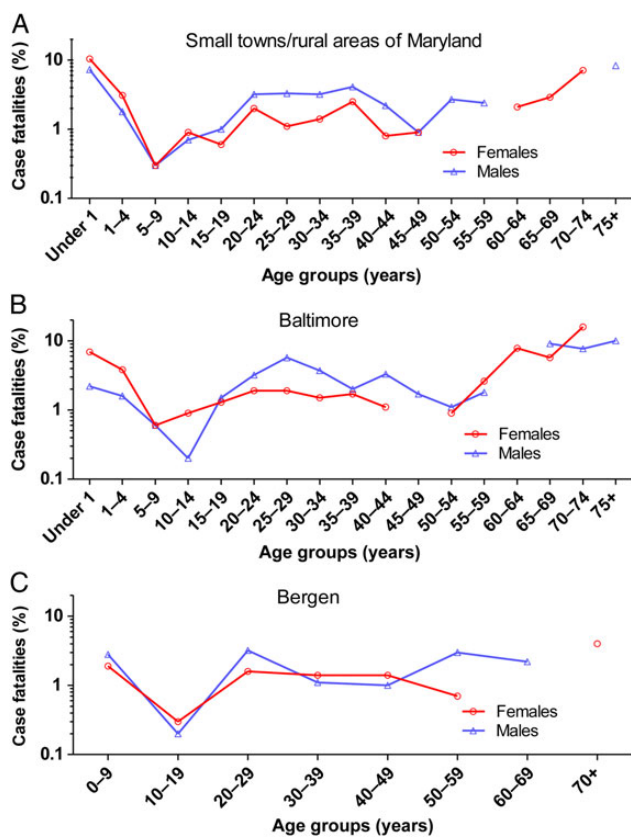 A
Small towns/rural areas of Maryland
Case fatalities (%)
10
1
0.1
Females
Males
Under 1
1–4
5–9
10–14
15–19
20–24
25–29
30–34
35–39
40–44
45–49
50–54
55–59
60–64
65–69
70–74
75+
Age groups (years)
B
Baltimore
Case fatalities (%)
10
1
0.1
Females
Males
Under 1
1–4
5–9
10–14
15–19
20–24
25–29
30–34
35–39
40–44
45–49
50–54
55–59
60–64
65–69
70–74
75+
Age groups (years)
C
Bergen
Case fatalities (%)
10
1
0.1
Females
Males
0–9
10–19
20–29
30–39
40–49
50–59
60–69
70+
Age groups (years)